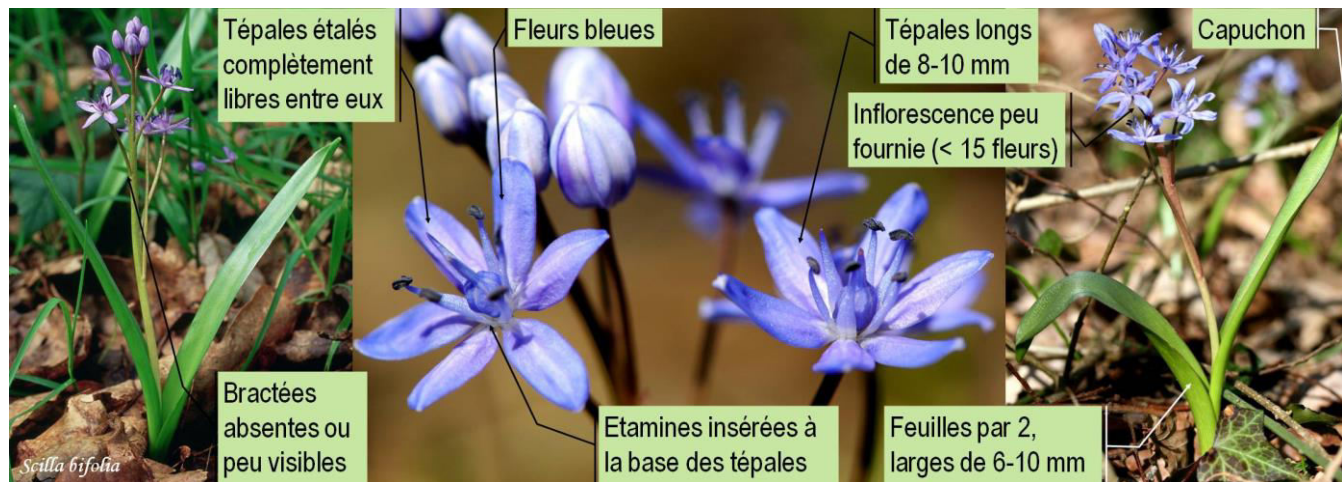 Tépales étalés
complètement
libres entre eux
Fleurs bleues
Tépales longs
de 8-10 mm
Capuchon
Inflorescence peu
fournie (< 15 fleurs)
Bractées
absentes ou
peu visibles
Etamines insérées à
la base des tépales
Feuilles par 2,
larges de 6-10 mm
Scilla bifolia